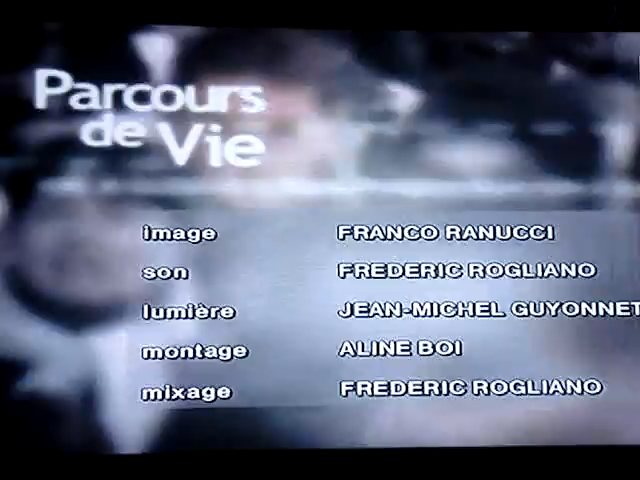 Parcours
de Vie
image FRANCO RANUCCI
son FREDERIC ROGLIANO
lumière JEAN-MICHEL GUYONNET
montage ALINE BOI
mixage FREDERIC ROGLIANO